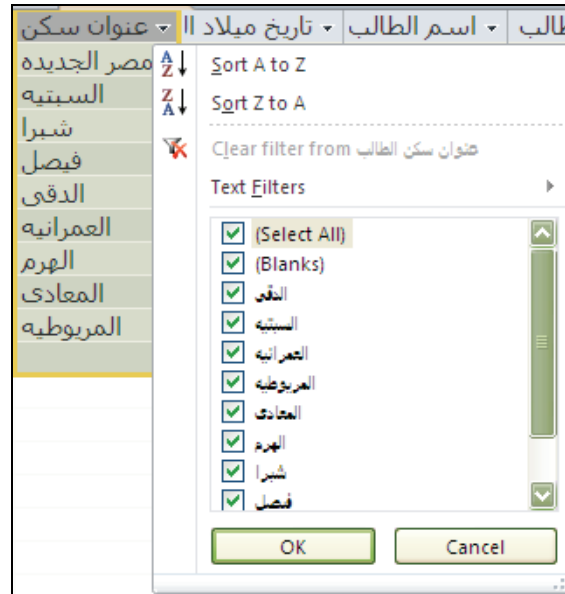 عنوان سكن
تاريخ ميلاد ال
اسم الطالب
طالب
مصر الجديده
السبتيه
شبرا
فيصل
الدقى
العمرانيه
الهرم
المعادى
المريوطيه
Sort A to Z
Sort Z to A
Clear filter from عنوان سكن الطالب
Text Filters
(Select All)
(Blanks)
الدقى
السبتيه
العمرانيه
المريوطيه
المعادى
الهرم
شبرا
فيصل
OK
Cancel